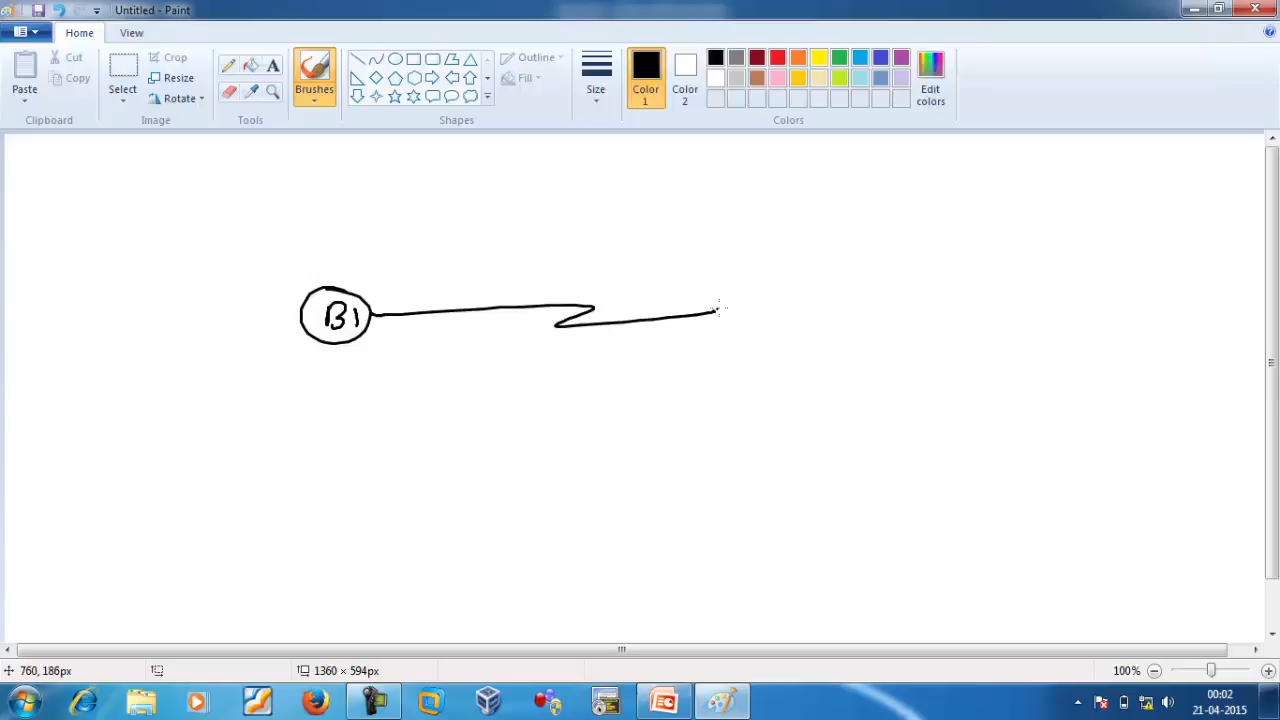 Untitled - Paint
Home View
Paste
Cut
Copy
Clipboard
Select
Crop
Resize
Rotate
Image
A
Tools
Brushes
Outline
Fill
Shapes
Size
Color 1
Color 2
Edit colors
Colors
B1
760, 186px
1360 × 594px
100%
00:02
21-04-2015